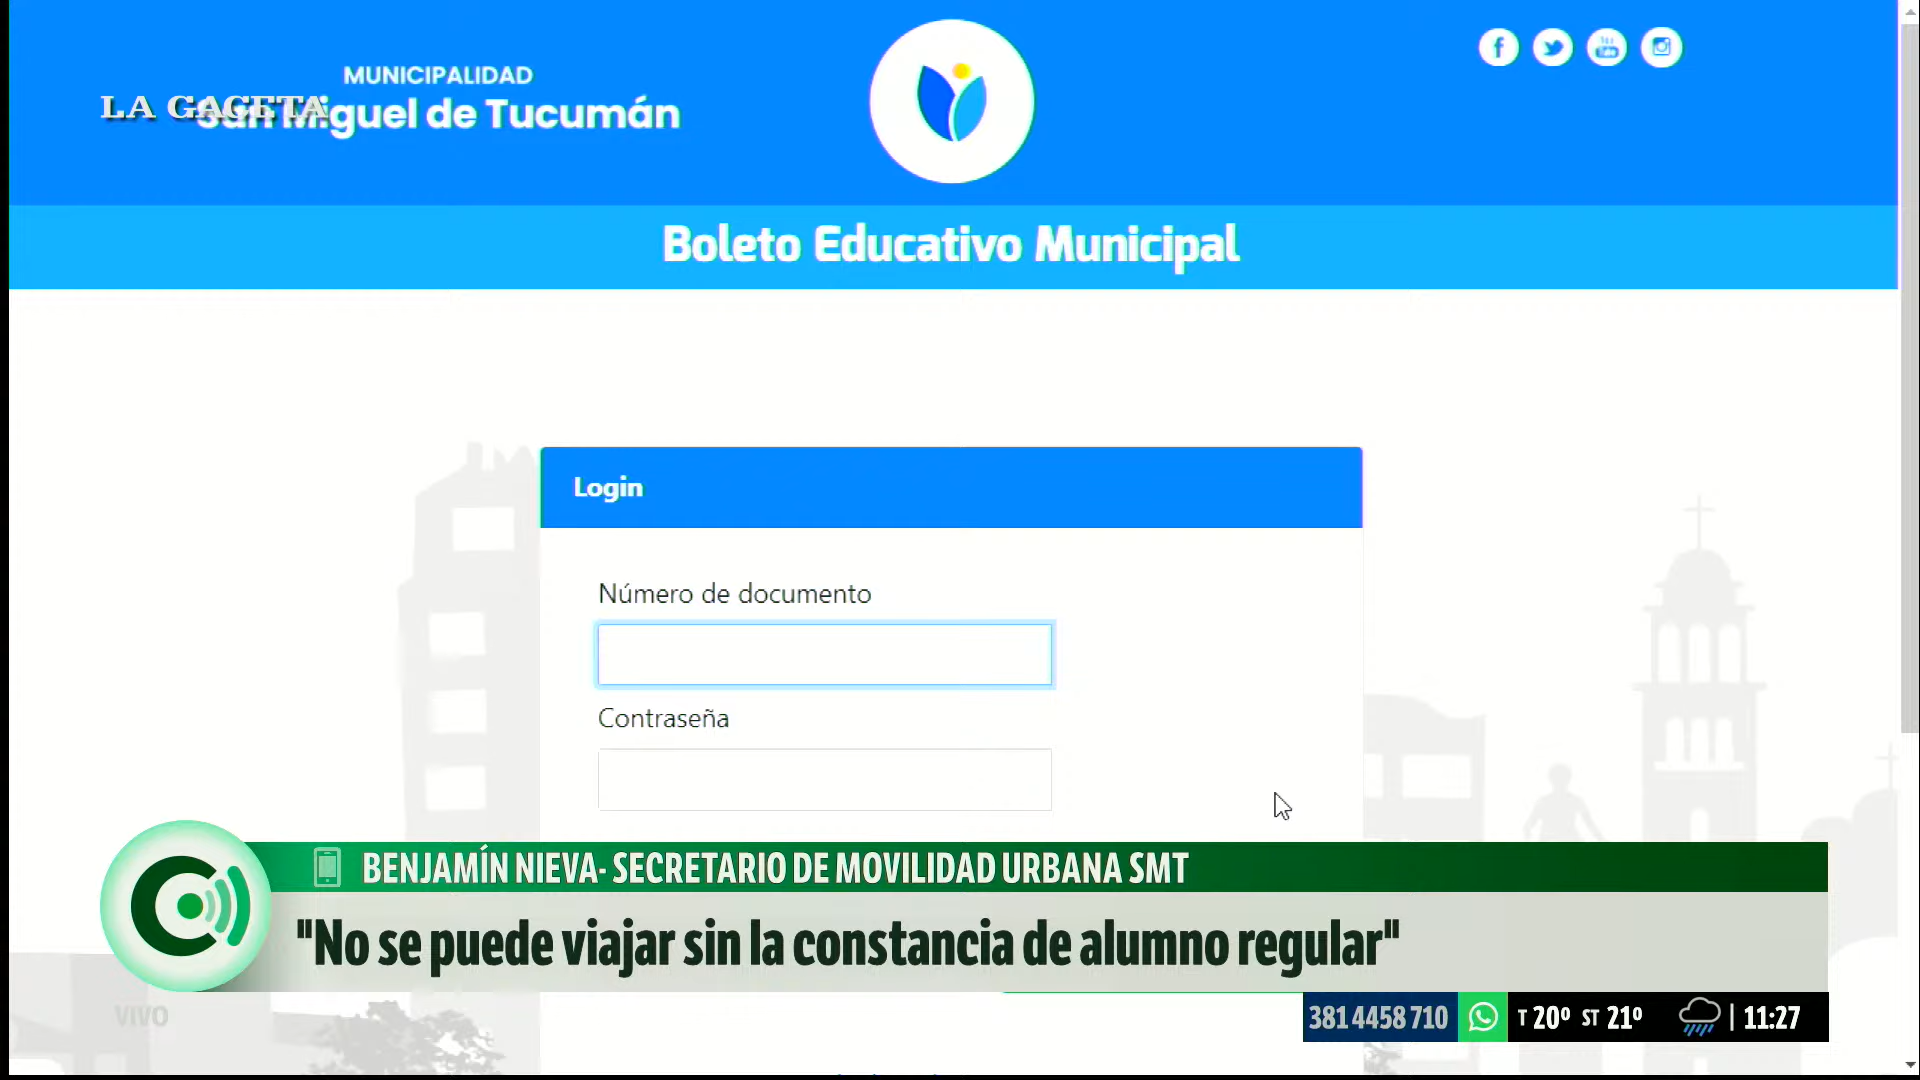 MUNICIPALIDAD
LA GACETA
San Miguel de Tucumán
Boleto Educativo Municipal
Login
Número de documento
Contraseña
BENJAMÍN NIEVA- SECRETARIO DE MOVILIDAD URBANA SMT
"No se puede viajar sin la constancia de alumno regular"
VIVO
381 4458 710 T 20º ST 21º | 11:27